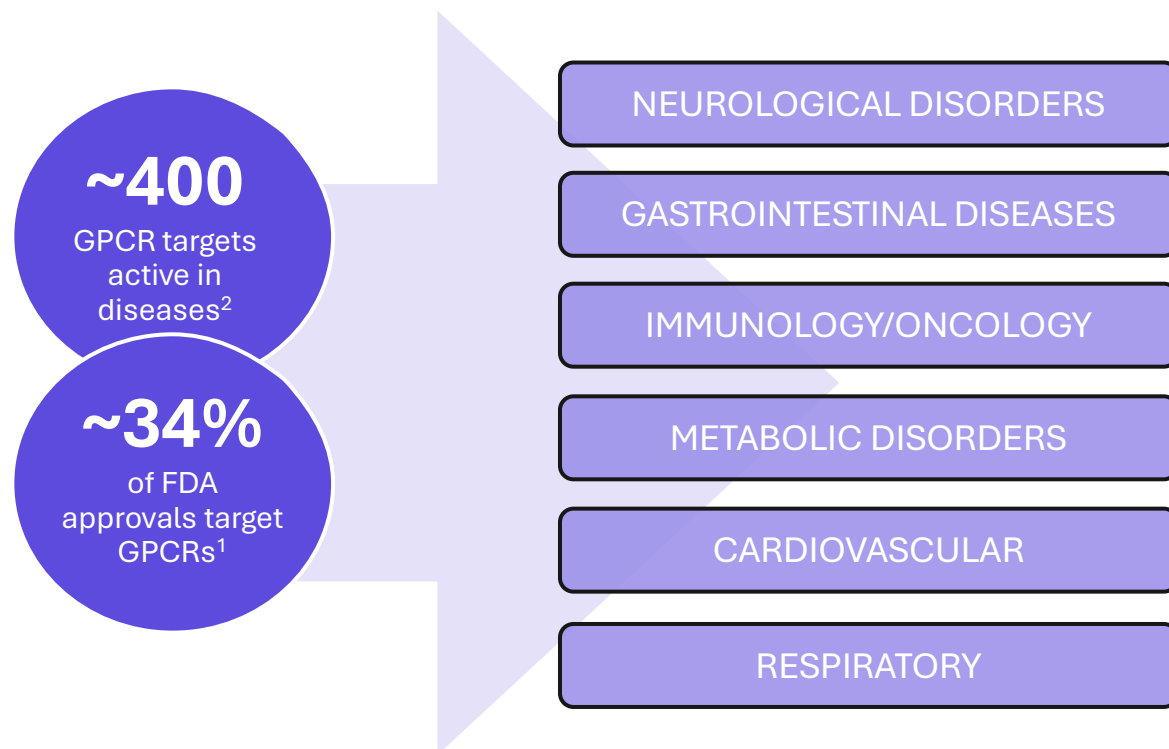 ~400
GPCR targets
active in
diseases²
~34%
of FDA
approvals target
GPCRs¹
NEUROLOGICAL DISORDERS
GASTROINTESTINAL DISEASES
IMMUNOLOGY/ONCOLOGY
METABOLIC DISORDERS
CARDIOVASCULAR
RESPIRATORY